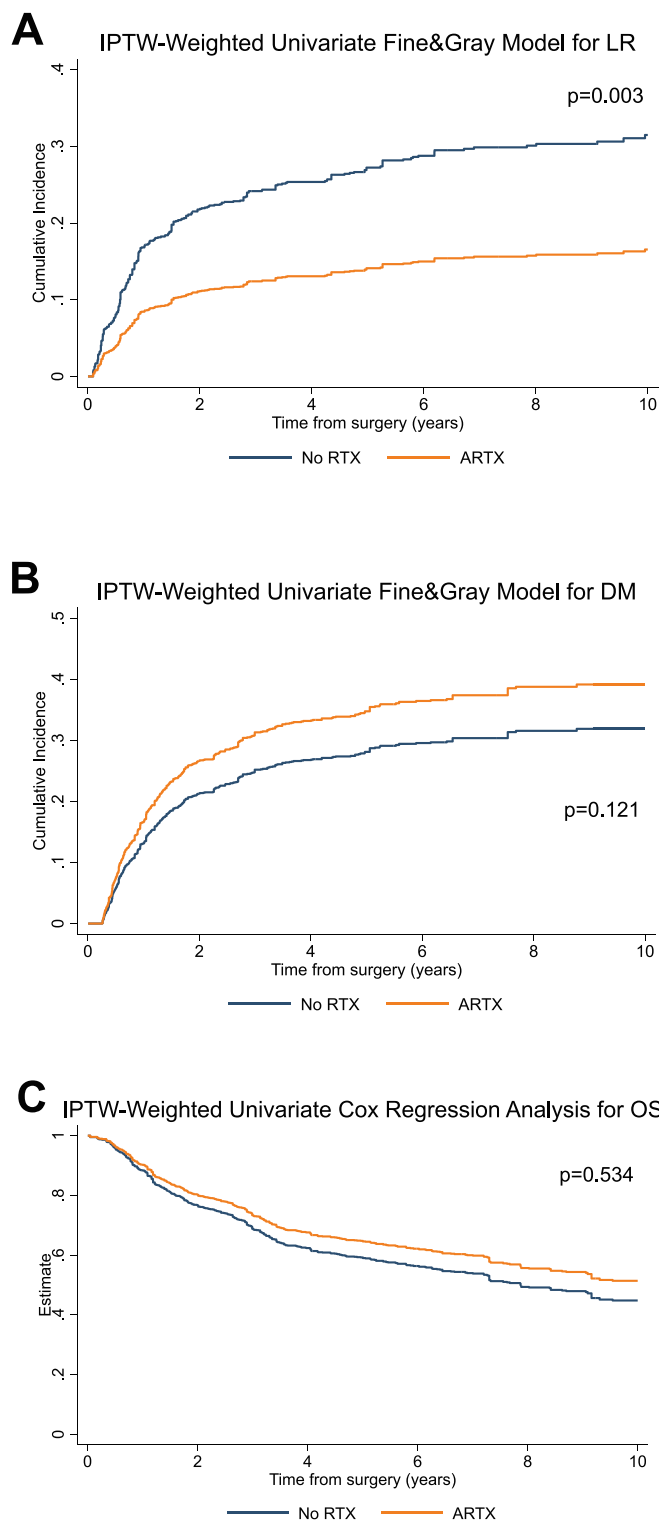 A
IPTW-Weighted Univariate Fine&Gray Model for LR
p=0.003
Cumulative Incidence
.4
.3
.2
.1
0
0 2 4 6 8 10
Time from surgery (years)
No RTX ARTX
B
IPTW-Weighted Univariate Fine&Gray Model for DM
p=0.121
Cumulative Incidence
.5
.4
.3
.2
.1
0
0 2 4 6 8 10
Time from surgery (years)
No RTX ARTX
C
IPTW-Weighted Univariate Cox Regression Analysis for OS
p=0.534
Estimate
1
.8
.6
.4
.2
0
0 2 4 6 8 10
Time from surgery (years)
No RTX ARTX